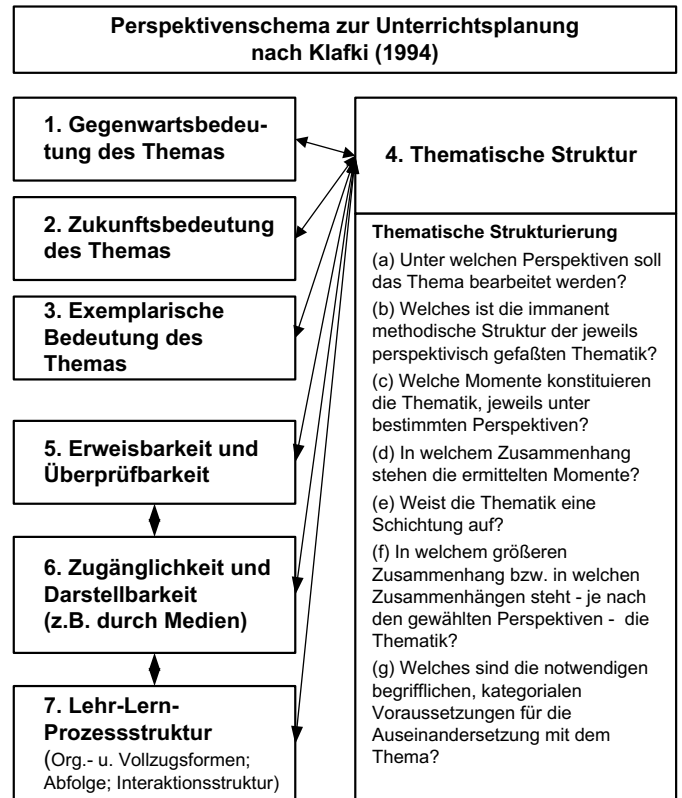 Perspektivenschema zur Unterrichtsplanung
nach Klafki (1994)
1. Gegenwartsbedeu-
tung des Themas
2. Zukunftsbedeutung
des Themas
3. Exemplarische
Bedeutung des
Themas
5. Erweisbarkeit und
Überprüfbarkeit
6. Zugänglichkeit und
Darstellbarkeit
(z.B. durch Medien)
7. Lehr-Lern-
Prozessstruktur
(Org.- u. Vollzugsformen;
Abfolge; Interaktionsstruktur)
4. Thematische Struktur
Thematische Strukturierung
(a) Unter welchen Perspektiven soll
das Thema bearbeitet werden?
(b) Welches ist die immanent
methodische Struktur der jeweils
perspektivisch gefaßten Thematik?
(c) Welche Momente konstituieren
die Thematik, jeweils unter
bestimmten Perspektiven?
(d) In welchem Zusammenhang
stehen die ermittelten Momente?
(e) Weist die Thematik eine
Schichtung auf?
(f) In welchem größeren
Zusammenhang bzw. in welchen
Zusammenhängen steht - je nach
den gewählten Perspektiven - die
Thematik?
(g) Welches sind die notwendigen
begrifflichen, kategorialen
Voraussetzungen für die
Auseinandersetzung mit dem
Thema?